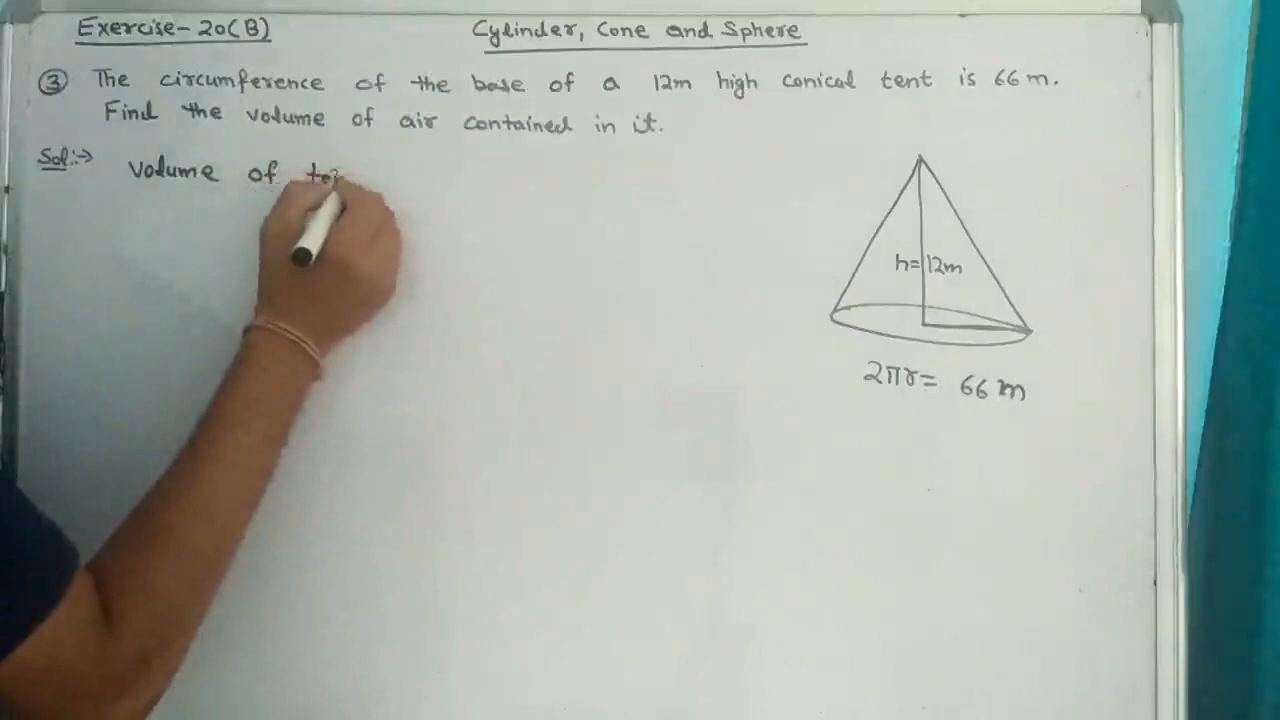 Exercise-20(B)
Cylinder, Cone and Sphere
③ The circumference of the base of a 12m high conical tent is 66m.
Find the volume of air contained in it.
Sol:→ Volume of
h=12m
2πr= 66 m